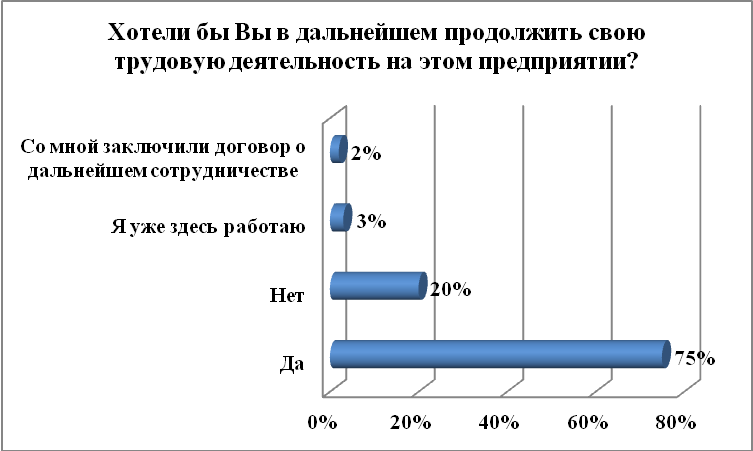 Хотели бы Вы в дальнейшем продолжить свою
трудовую деятельность на этом предприятии?
Со мной заключили договор о
дальнейшем сотрудничестве
2%
Я уже здесь работаю
3%
Нет
20%
Да
75%
0%
20%
40%
60%
80%